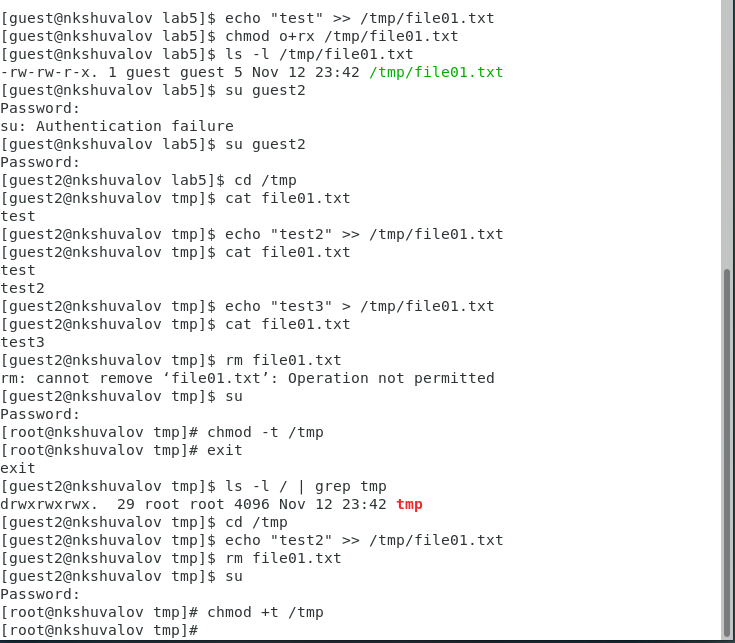 [guest@nkshuvalov lab5]$ echo "test" >> /tmp/file01.txt
[guest@nkshuvalov lab5]$ chmod o+rx /tmp/file01.txt
[guest@nkshuvalov lab5]$ ls -l /tmp/file01.txt
-rw-rw-r-x. 1 guest guest 5 Nov 12 23:42 /tmp/file01.txt
[guest@nkshuvalov lab5]$ su guest2
Password:
su: Authentication failure
[guest@nkshuvalov lab5]$ su guest2
Password:
[guest2@nkshuvalov lab5]$ cd /tmp
[guest2@nkshuvalov tmp]$ cat file01.txt
test
[guest2@nkshuvalov tmp]$ echo "test2" >> /tmp/file01.txt
[guest2@nkshuvalov tmp]$ cat file01.txt
test
test2
[guest2@nkshuvalov tmp]$ echo "test3" > /tmp/file01.txt
[guest2@nkshuvalov tmp]$ cat file01.txt
test3
[guest2@nkshuvalov tmp]$ rm file01.txt
rm: cannot remove ‘file01.txt’: Operation not permitted
[guest2@nkshuvalov tmp]$ su
Password:
[root@nkshuvalov tmp]# chmod -t /tmp
[root@nkshuvalov tmp]# exit
exit
[guest2@nkshuvalov tmp]$ ls -l / | grep tmp
drwxrwxrwx.  29 root root 4096 Nov 12 23:42 tmp
[guest2@nkshuvalov tmp]$ cd /tmp
[guest2@nkshuvalov tmp]$ echo "test2" >> /tmp/file01.txt
[guest2@nkshuvalov tmp]$ rm file01.txt
[guest2@nkshuvalov tmp]$ su
Password:
[root@nkshuvalov tmp]# chmod +t /tmp
[root@nkshuvalov tmp]#